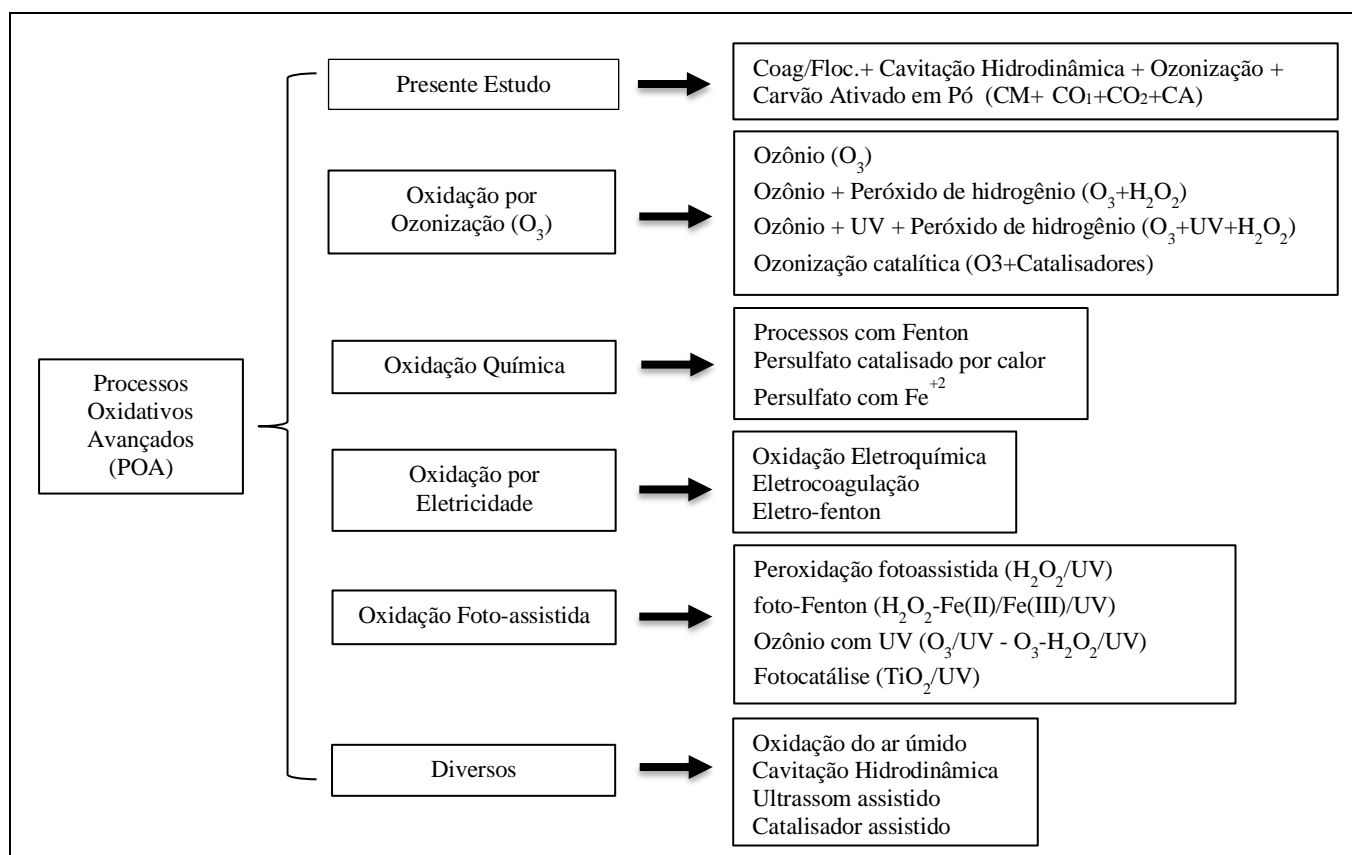 Processos
Oxidativos
Avançados
(POA)
Presente Estudo
Coag/Floc.+ Cavitação Hidrodinâmica + Ozonização +
Carvão Ativado em Pó (CM+ CO₁+CO₂+CA)
Oxidação por
Ozonização (O₃)
Ozônio (O₃)
Ozônio + Peróxido de hidrogênio (O₃+H₂O₂)
Ozônio + UV + Peróxido de hidrogênio (O₃+UV+H₂O₂)
Ozonização catalítica (O3+Catalisadores)
Oxidação Química
Processos com Fenton
Persulfato catalisado por calor
Persulfato com Fe⁺²
Oxidação por
Eletricidade
Oxidação Eletroquímica
Eletrocoagulação
Eletro-fenton
Oxidação Foto-assistida
Peroxidação fotoassistida (H₂O₂/UV)
foto-Fenton (H₂O₂-Fe(II)/Fe(III)/UV)
Ozônio com UV (O₃/UV - O₃-H₂O₂/UV)
Fotocatálise (TiO₂/UV)
Diversos
Oxidação do ar úmido
Cavitação Hidrodinâmica
Ultrassom assistido
Catalisador assistido